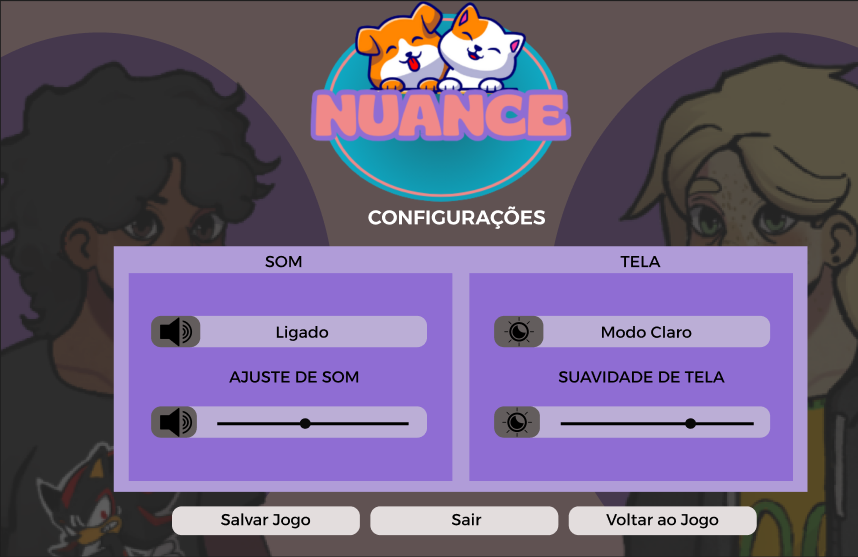 NUANCE
CONFIGURAÇÕES
SOM
Ligado
AJUSTE DE SOM
TELA
Modo Claro
SUAVIDADE DE TELA
Salvar Jogo
Sair
Voltar ao Jogo